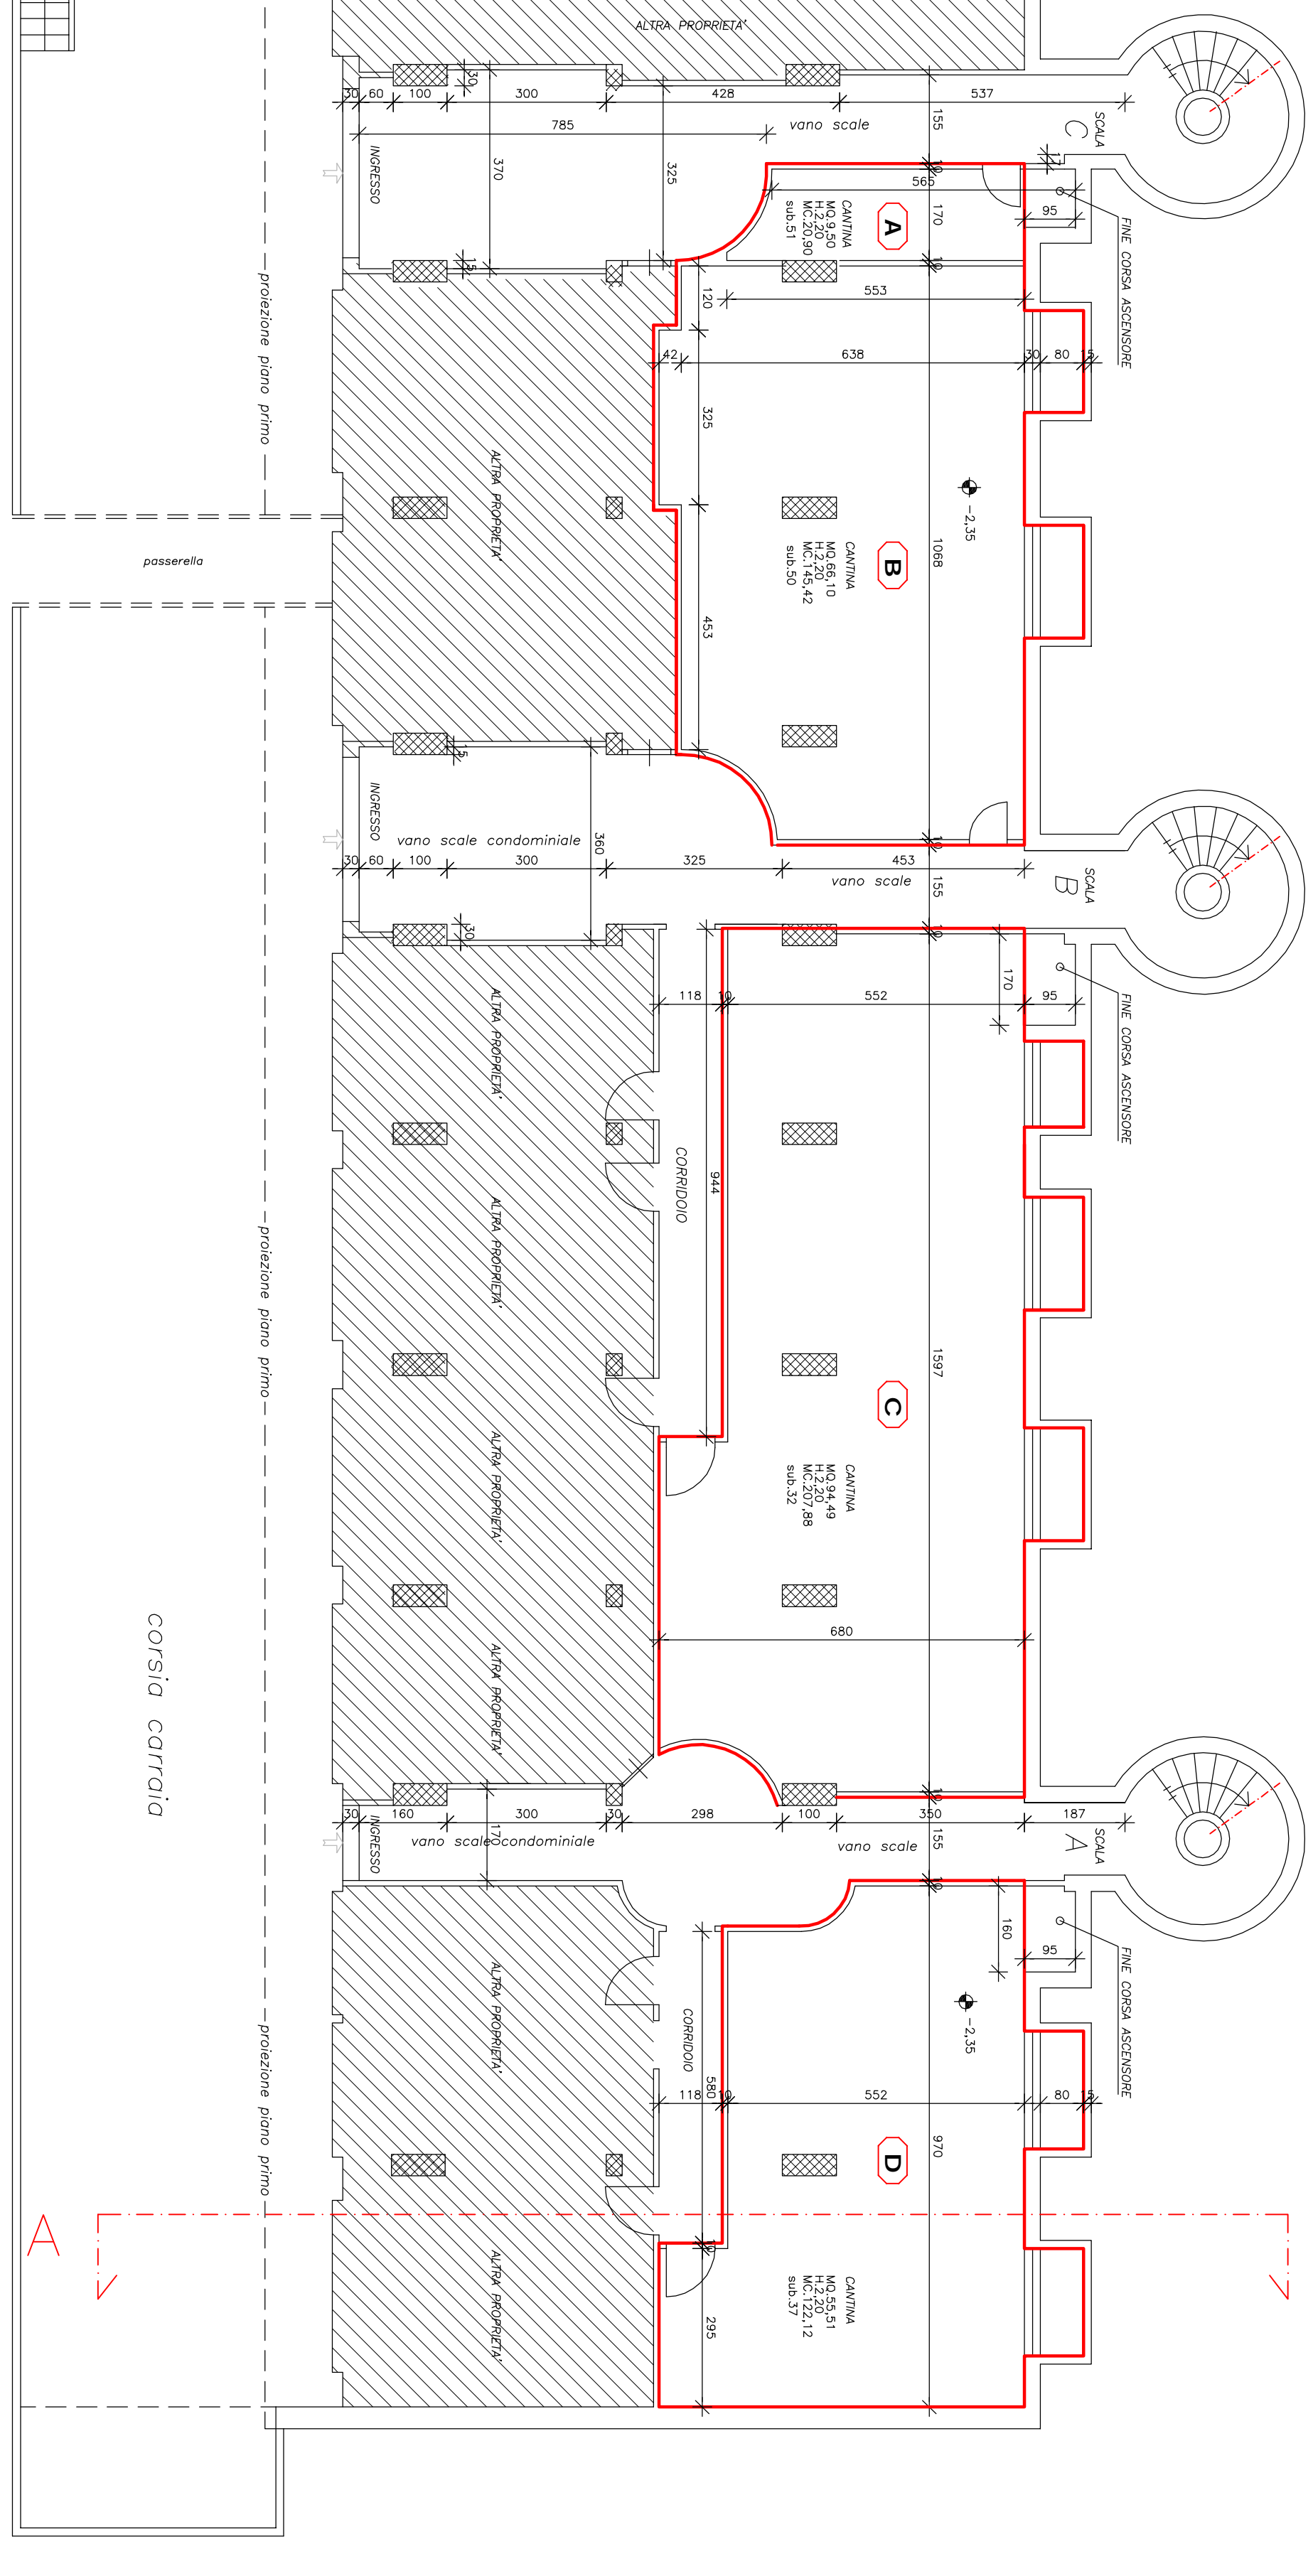 ALTRA PROPRIETA'
30
30 60 100 300 428 537
785
vano scale
155
SCALA
C
INGRESSO
370
325
10
17
565
95
170
CANTINA
MQ.9,50
H.2,20
MC.20,90
sub.51
A
FINE CORSA ASCENSORE
15
15
10
120
553
42
638
30 80 15
proiezione piano primo
325
ALTRA PROPRIETA'
-2,35
passerella
CANTINA
MQ.66,10
H.2,20
MC.145,42
sub.50
B
1068
453
15
INGRESSO
vano scale condominiale
360
10
30 60 100 300 325 453
vano scale
155
SCALA
B
30
10
170
95
118 10 552
FINE CORSA ASCENSORE
ALTRA PROPRIETA'
CORRIDOIO
944
ALTRA PROPRIETA'
proiezione piano primo
1597
C
CANTINA
MQ.94,49
H.2,20
MC.207,88
sub.32
ALTRA PROPRIETA'
680
corsia carraia
ALTRA PROPRIETA'
10
30 160 300 30 298 100 350 187
INGRESSO
vano scale condominiale
170
vano scale
155
SCALA
A
10
160
95
FINE CORSA ASCENSORE
ALTRA PROPRIETA'
CORRIDOIO
-2,35
proiezione piano primo
580
118 10 552 80 15
970
D
A
10
CANTINA
MQ.55,51
H.2,20
MC.122,12
sub.37
ALTRA PROPRIETA'
295